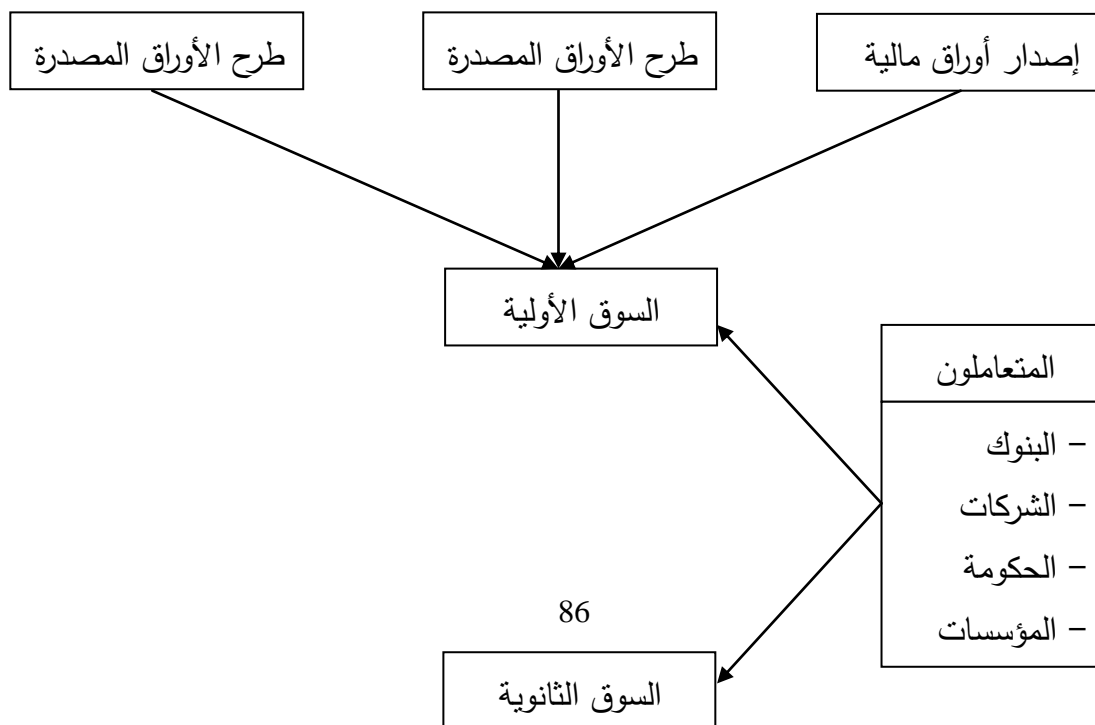 إصدار أوراق مالية
طرح الأوراق المصدرة
طرح الأوراق المصدرة
السوق الأولية
المتعاملون
– البنوك
– الشركات
– الحكومة
– المؤسسات
86
السوق الثانوية